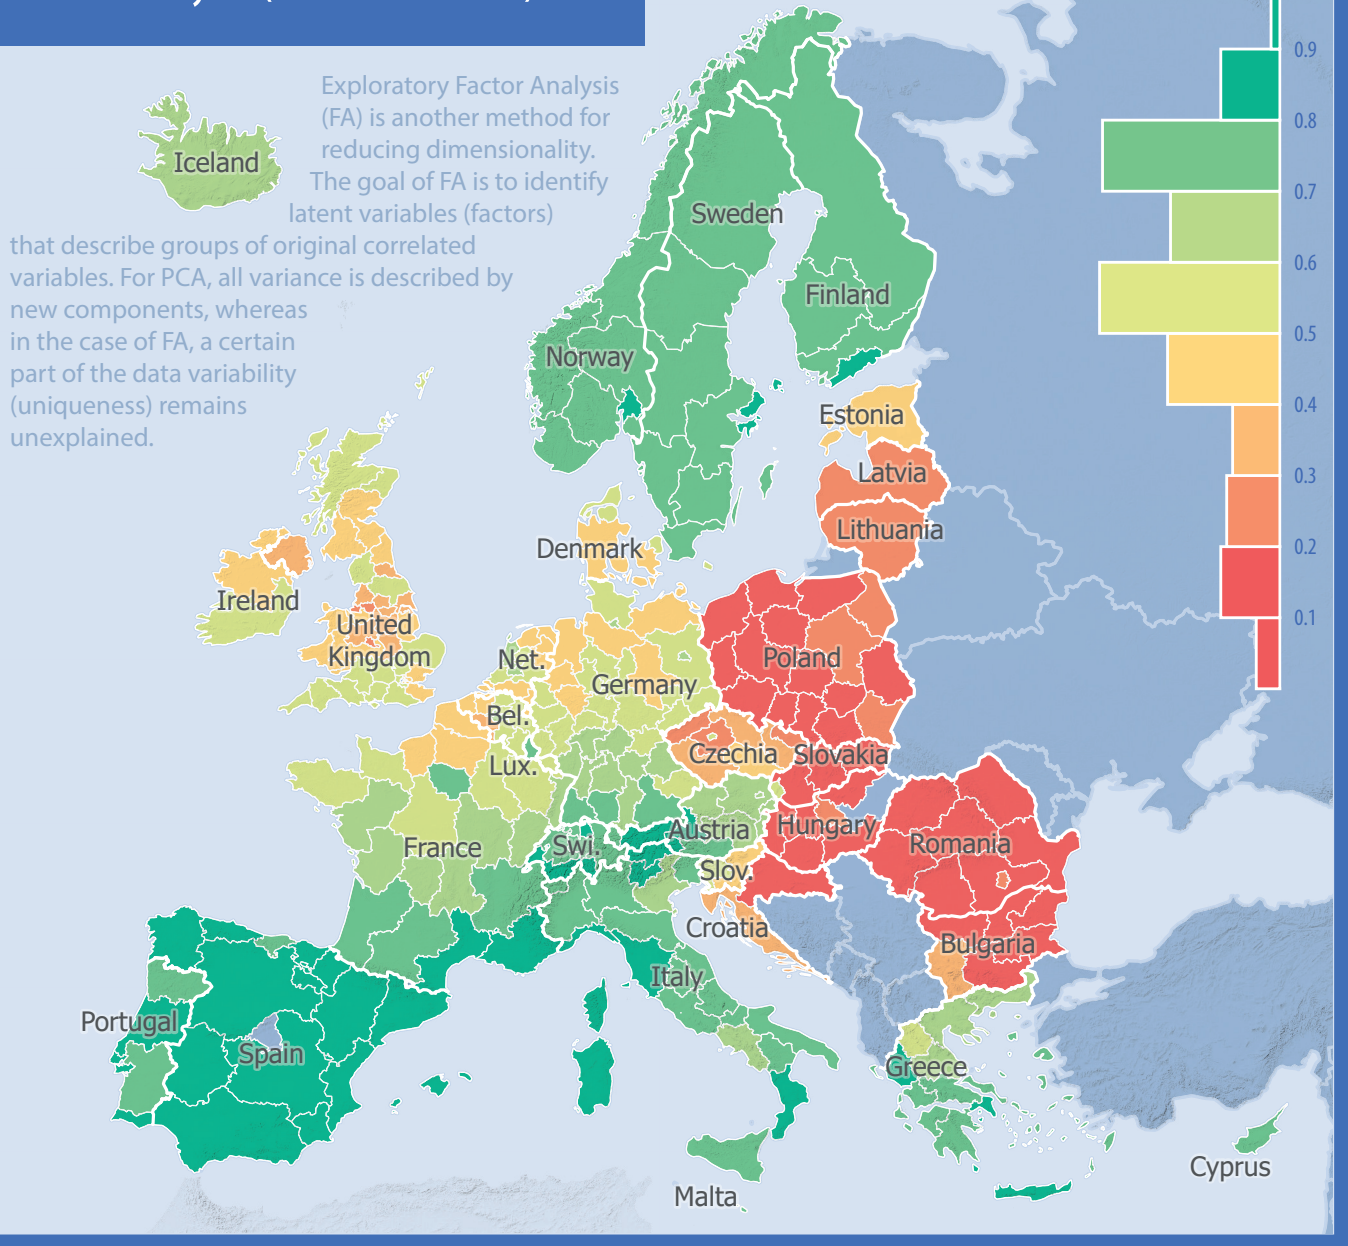 Exploratory Factor Analysis
(FA) is another method for
reducing dimensionality.
The goal of FA is to identify
latent variables (factors)
that describe groups of original correlated
variables. For PCA, all variance is described by
new components, whereas
in the case of FA, a certain
part of the data variability
(uniqueness) remains
unexplained.
0.9
0.8
0.7
0.6
0.5
0.4
0.3
0.2
0.1
Iceland
Sweden
Finland
Norway
Estonia
Latvia
Lithuania
Denmark
Ireland
United
Kingdom
Net.
Poland
Germany
Bel.
Czechia
Slovakia
Lux.
Austria
Hungary
France
Swi.
Romania
Slov.
Croatia
Bulgaria
Italy
Portugal
Spain
Greece
Cyprus
Malta